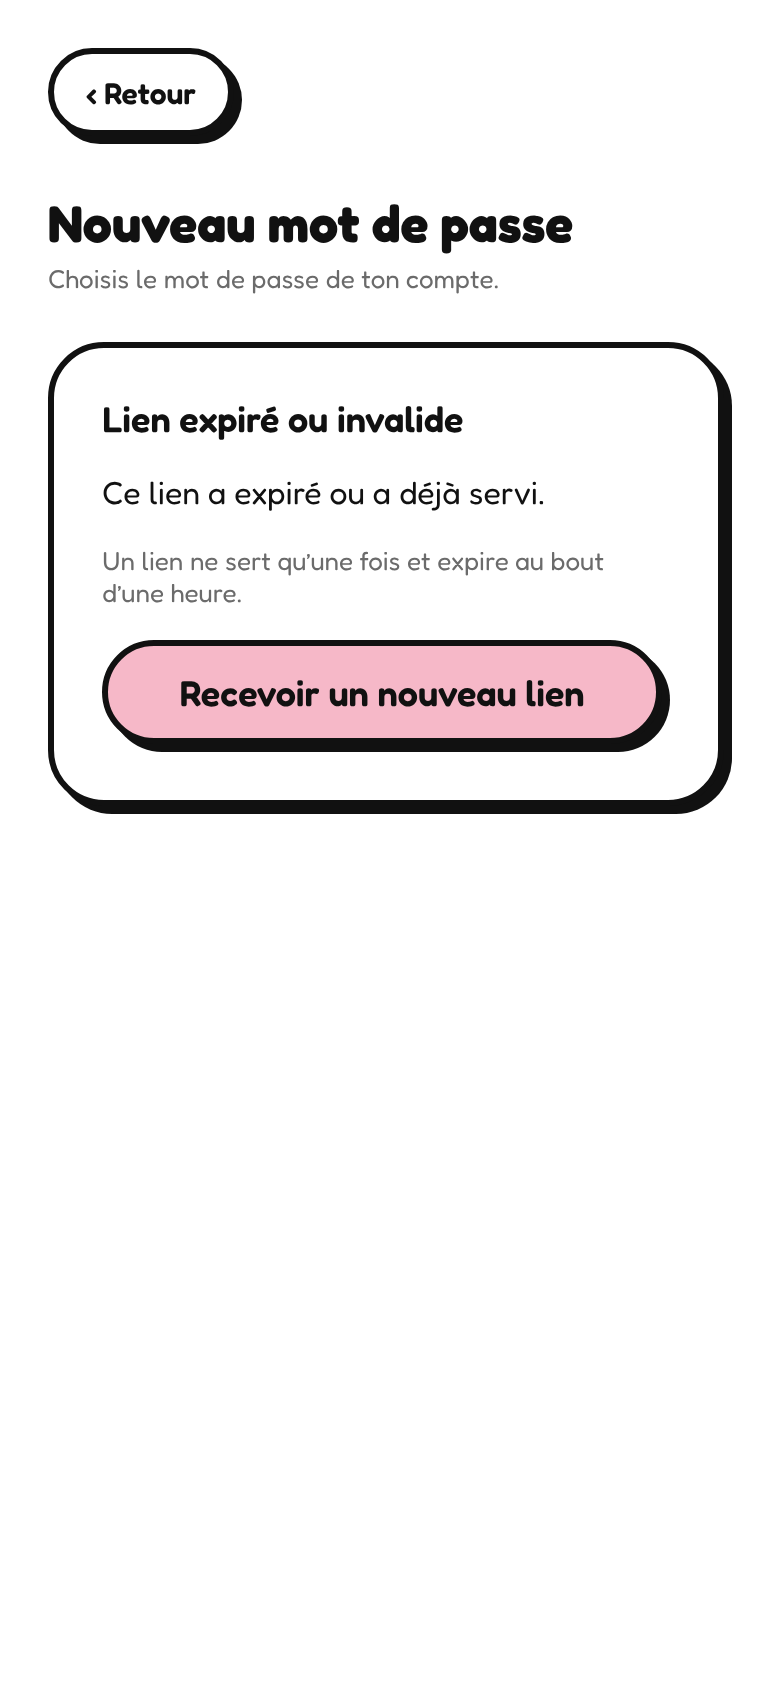 ‹ Retour
Nouveau mot de passe
Choisis le mot de passe de ton compte.
Lien expiré ou invalide
Ce lien a expiré ou a déjà servi.
Un lien ne sert qu’une fois et expire au bout
d’une heure.
Recevoir un nouveau lien